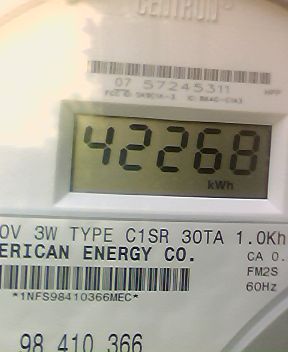 CENTRON®
07 57245311
42268
kWh
0V 3W TYPE C1SR 30TA 1.0Kh
ERICAN ENERGY CO.
CA 0.
FM2S
*1NFS98410366MEC*
60Hz
98 410 366